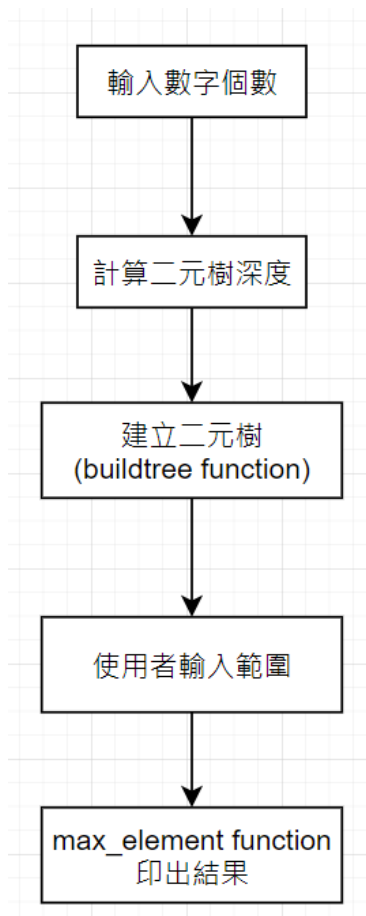 輸入數字個數
計算二元樹深度
建立二元樹
(buildtree function)
使用者輸入範圍
max_element function
印出結果